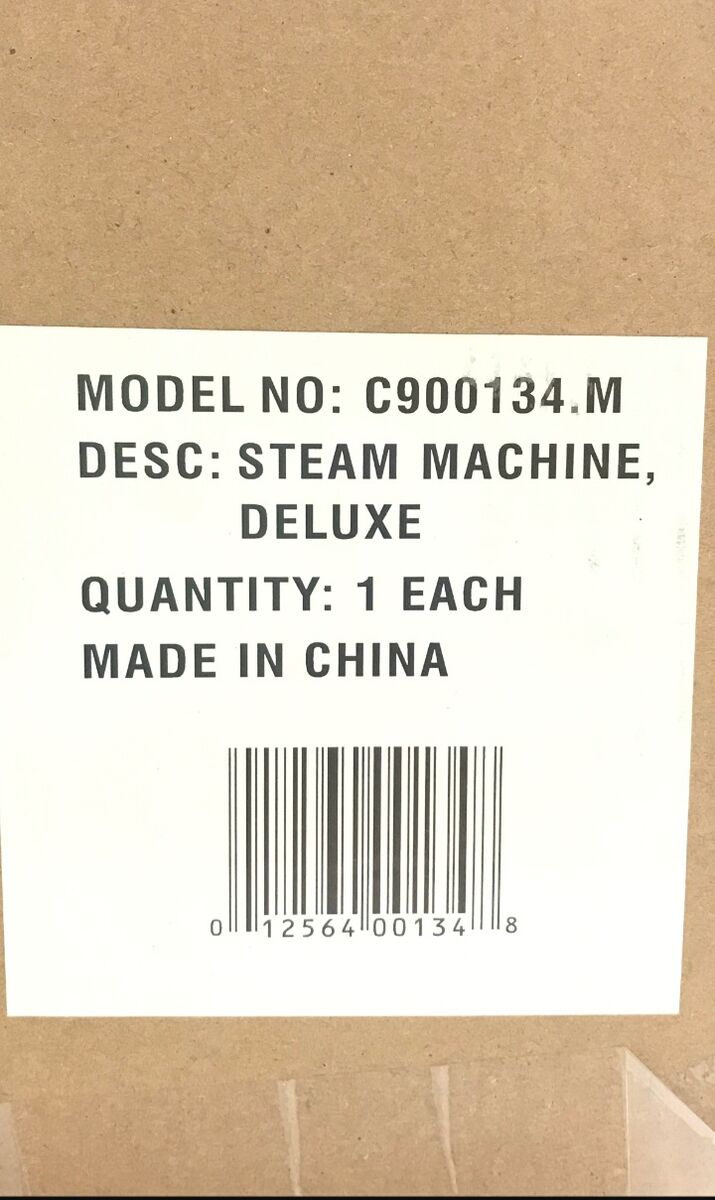 MODEL NO: C900134.M
DESC: STEAM MACHINE,
DELUXE
QUANTITY: 1 EACH
MADE IN CHINA
0 12564 00134 8